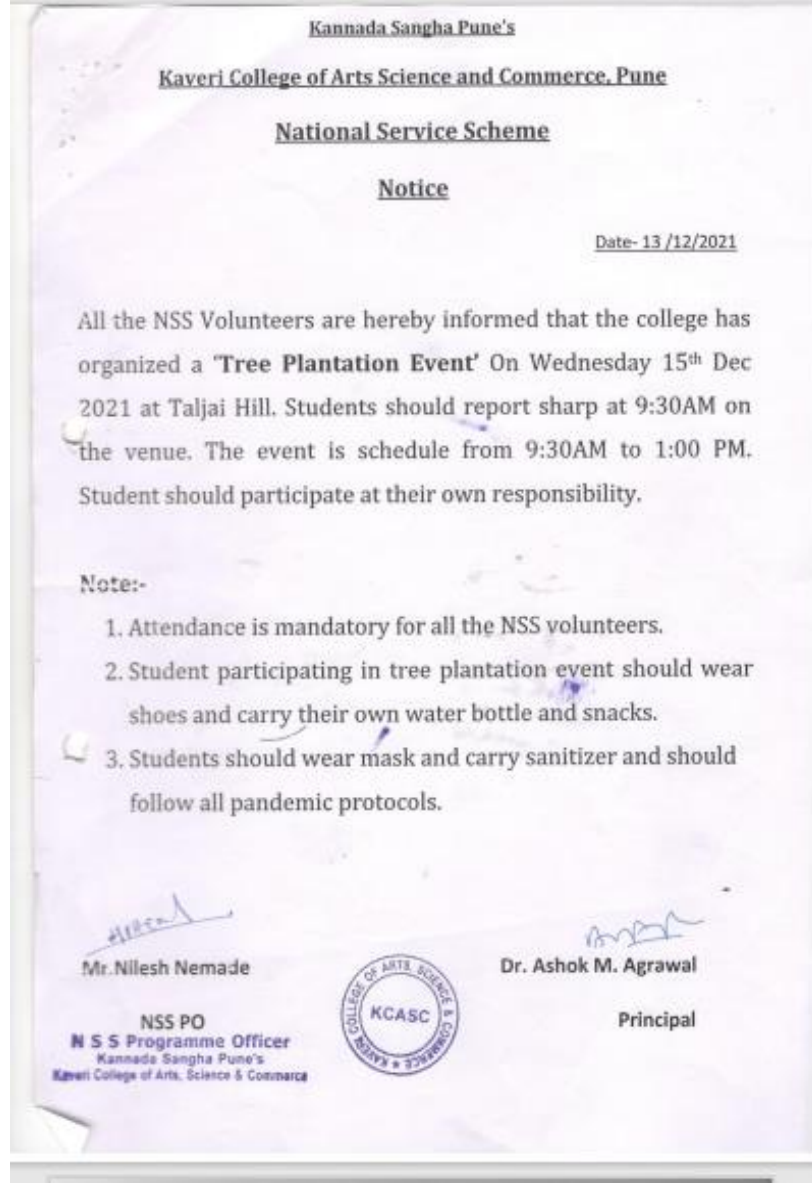 Kannada Sangha Pune's
Kaveri College of Arts Science and Commerce, Pune
National Service Scheme
Notice
Date- 13 /12/2021
All the NSS Volunteers are hereby informed that the college has
organized a 'Tree Plantation Event' On Wednesday 15th Dec
2021 at Taljai Hill. Students should report sharp at 9:30AM on
the venue. The event is schedule from 9:30AM to 1:00 PM.
Student should participate at their own responsibility.
Note:-
1. Attendance is mandatory for all the NSS volunteers.
2. Student participating in tree plantation event should wear
shoes and carry their own water bottle and snacks.
3. Students should wear mask and carry sanitizer and should
follow all pandemic protocols.
Mr.Nilesh Nemade
NSS PO
N S S Programme Officer
Kannada Sangha Pune's
Kaveri College of Arts, Science & Commerce
KAVERI COLLEGE OF ARTS, SCIENCE & COMMERCE
KCASC
Dr. Ashok M. Agrawal
Principal